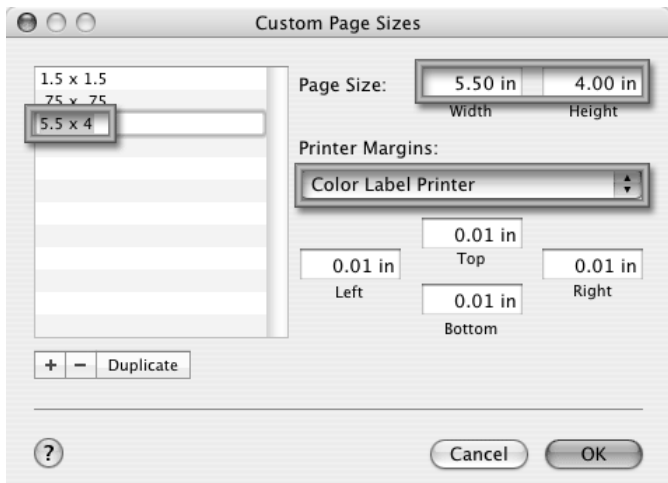 Custom Page Sizes
1.5 x 1.5
.75 x .75
5.5 x 4
Page Size: 5.50 in 4.00 in
Width Height
Printer Margins:
Color Label Printer
0.01 in
Top
0.01 in 0.01 in
Left Right
0.01 in
Bottom
+ − Duplicate
? Cancel OK